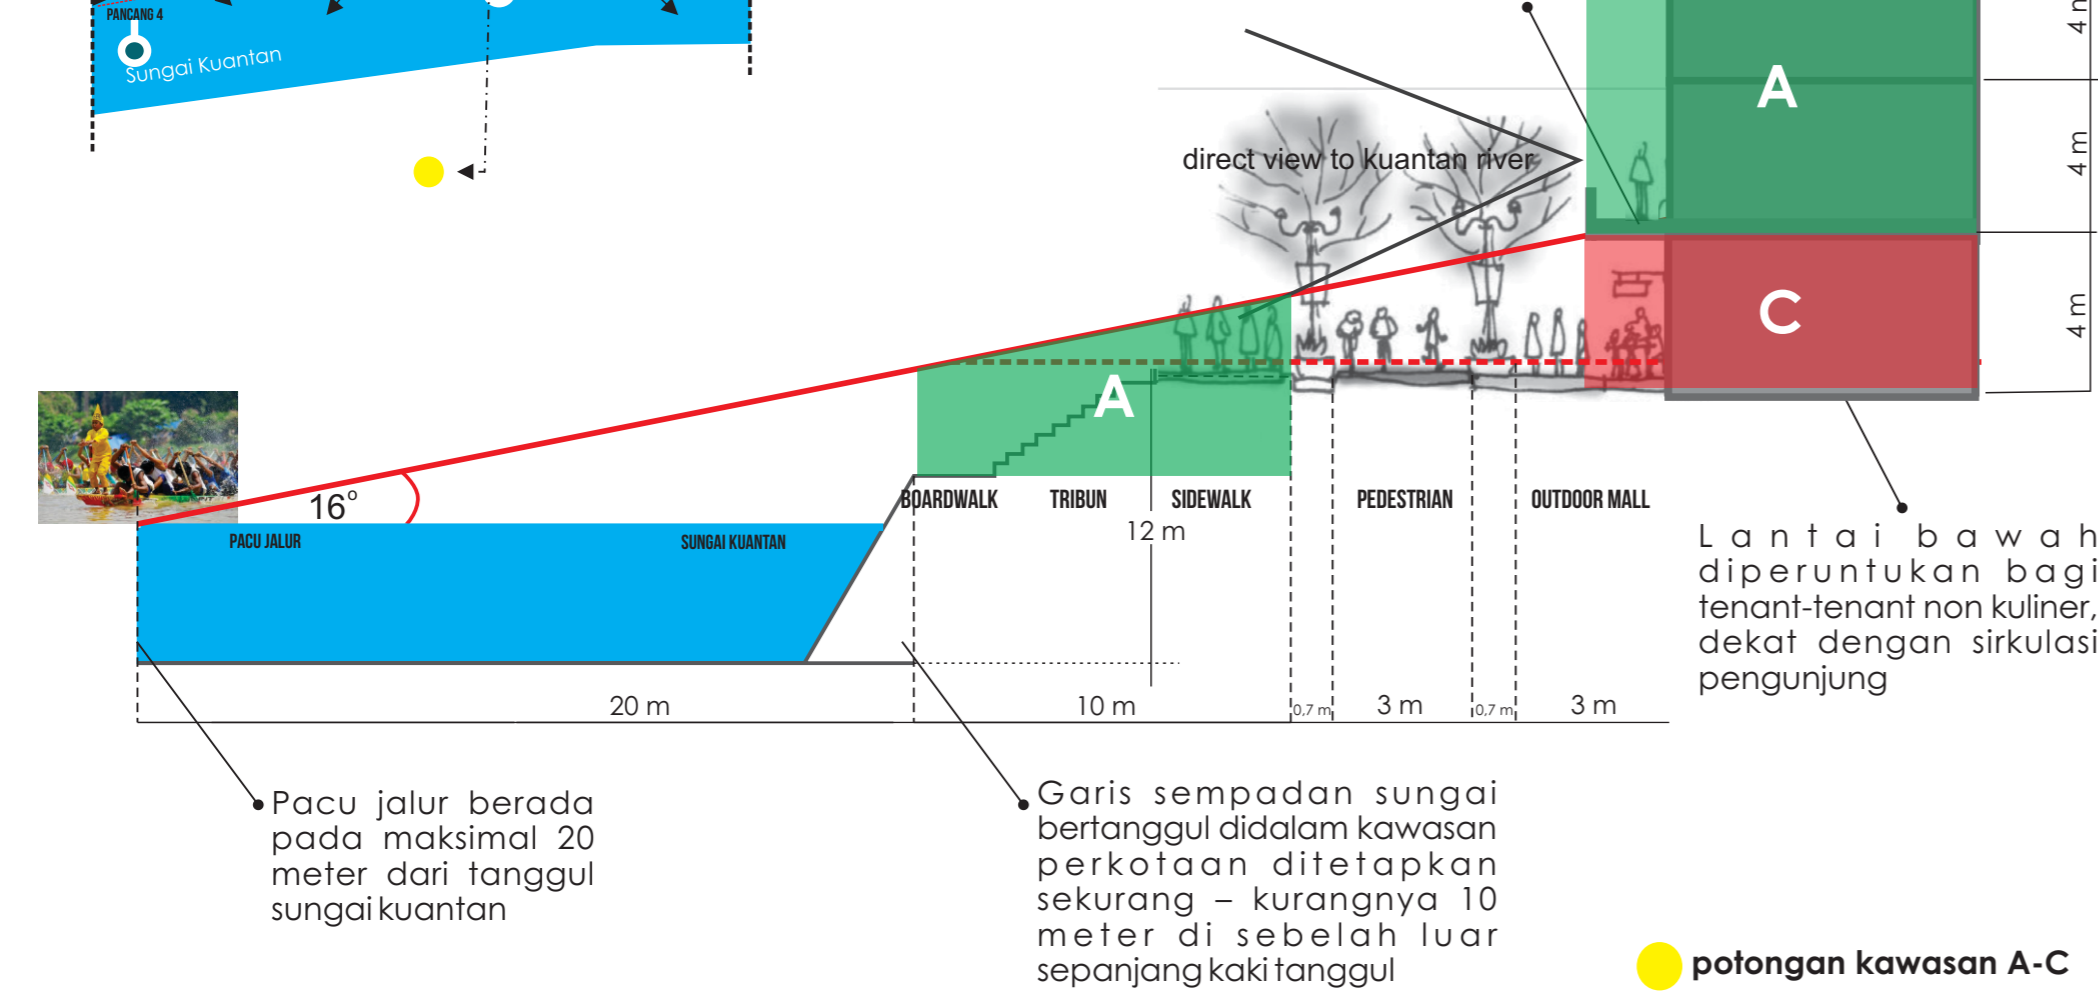 PANCANG 4
Sungai Kuantan
A
4 m
direct view to kuantan river
4 m
C
4 m
A
16°
BOARDWALK
TRIBUN
SIDEWALK
PEDESTRIAN
OUTDOOR MALL
12 m
PACU JALUR
SUNGAI KUANTAN
Lantai bawah
diperuntukan bagi
tenant-tenant non kuliner,
dekat dengan sirkulasi
pengunjung
20 m
10 m
0,7 m
3 m
0,7 m
3 m
Pacu jalur berada
pada maksimal 20
meter dari tanggul
sungai kuantan
Garis sempadan sungai
bertanggul didalam kawasan
perkotaan ditetapkan
sekurang – kurangnya 10
meter di sebelah luar
sepanjang kaki tanggul
potongan kawasan A-C